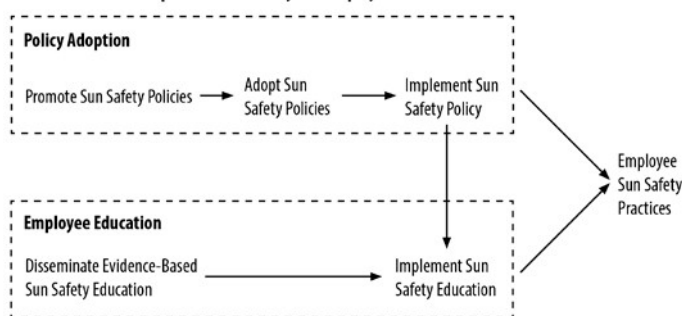 Policy Adoption
Promote Sun Safety Policies
Adopt Sun
Safety Policies
Implement Sun
Safety Policy
Employee
Sun Safety
Practices
Employee Education
Disseminate Evidence-Based
Sun Safety Education
Implement Sun
Safety Education